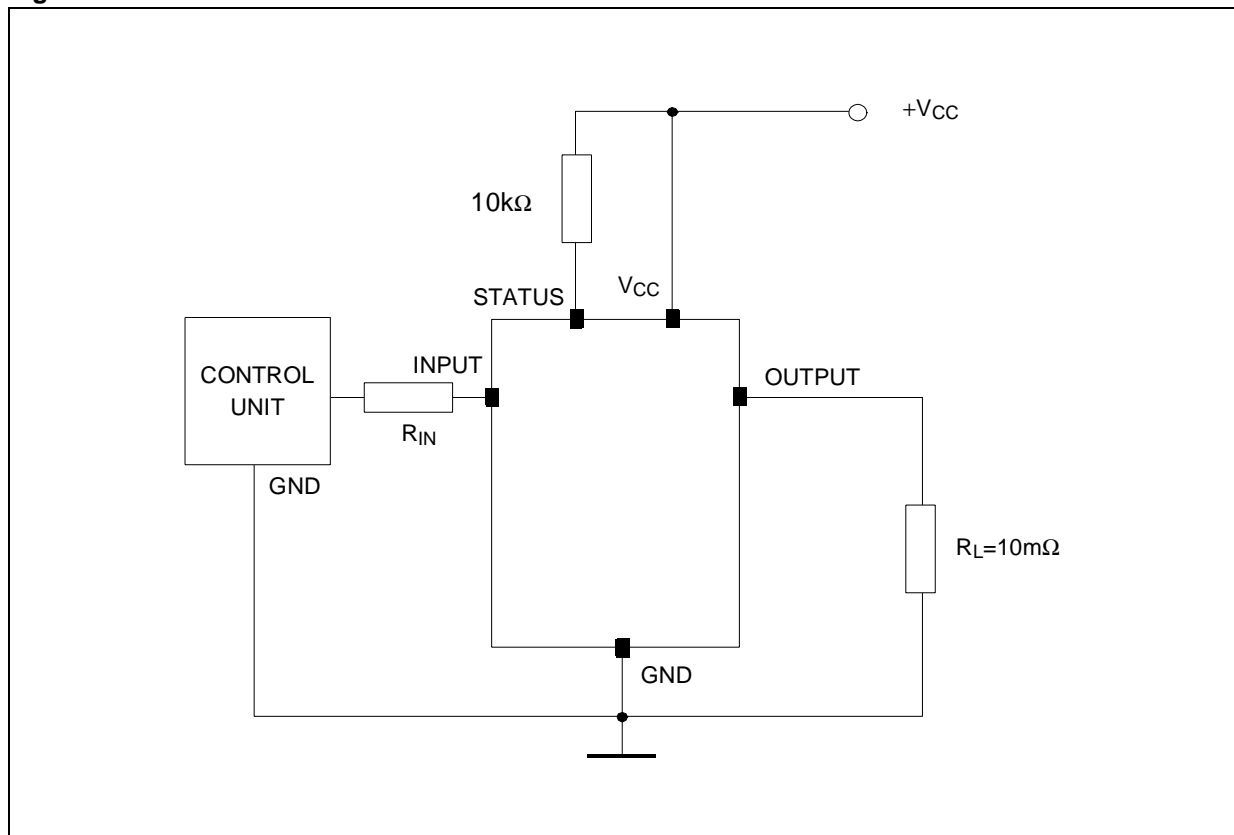 +VCC
10kΩ
STATUS
VCC
INPUT
OUTPUT
CONTROL
UNIT
RIN
GND
RL=10mΩ
GND